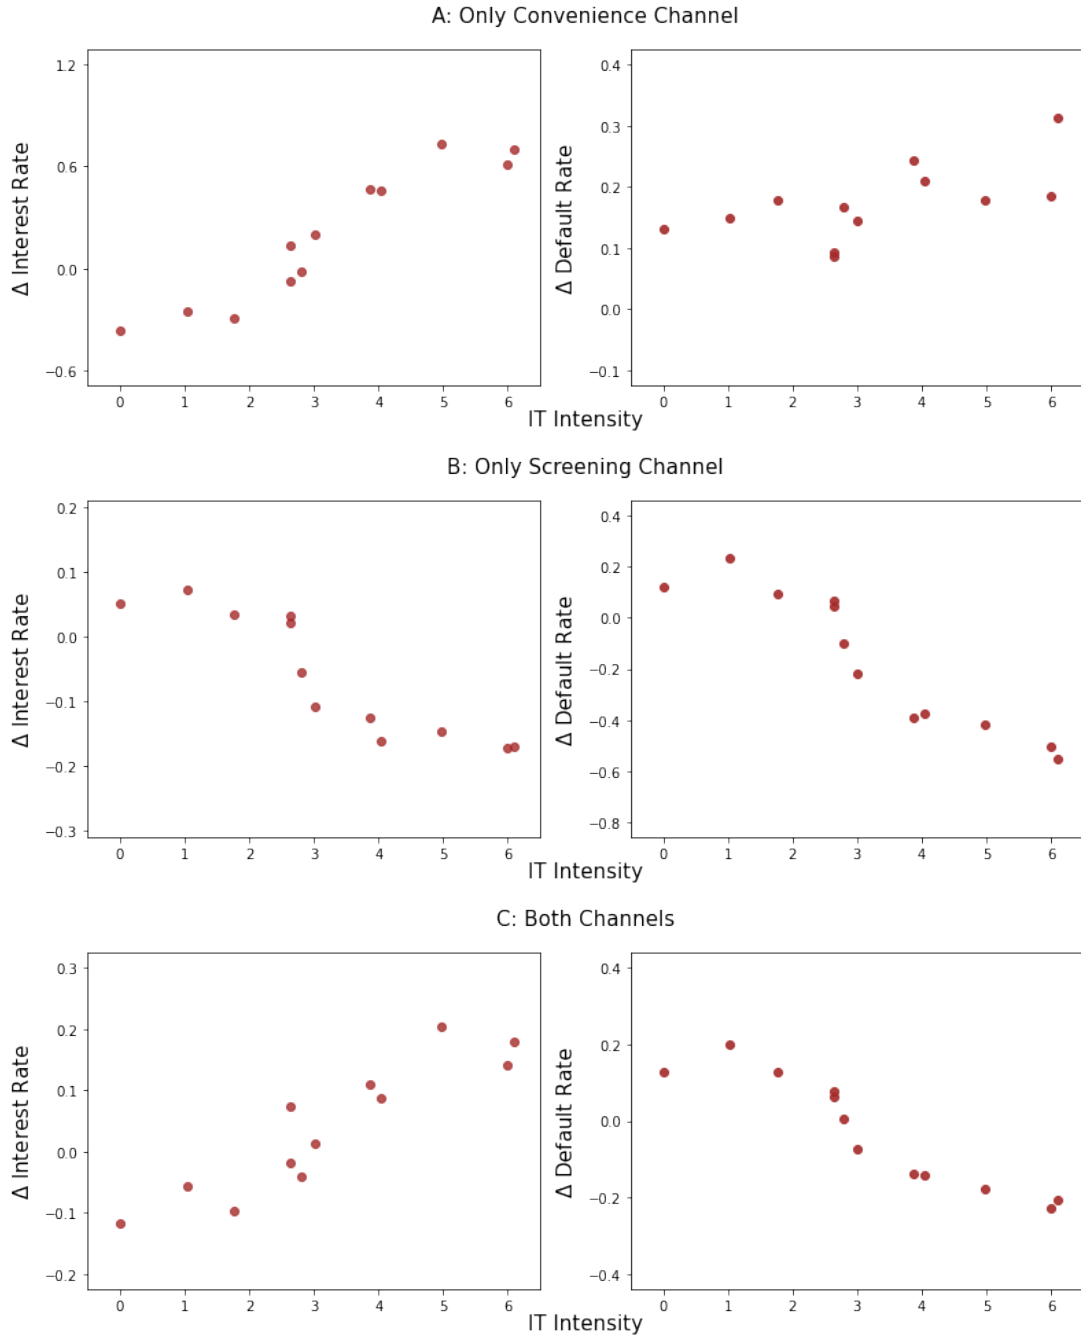 A: Only Convenience Channel
Δ Interest Rate
1.2
0.6
0.0
−0.6
0 1 2 3 4 5 6
Δ Default Rate
0.4
0.3
0.2
0.1
0.0
−0.1
0 1 2 3 4 5 6
IT Intensity
B: Only Screening Channel
Δ Interest Rate
0.2
0.1
0.0
−0.1
−0.2
−0.3
0 1 2 3 4 5 6
Δ Default Rate
0.4
0.2
0.0
−0.2
−0.4
−0.6
−0.8
0 1 2 3 4 5 6
IT Intensity
C: Both Channels
Δ Interest Rate
0.3
0.2
0.1
0.0
−0.1
−0.2
0 1 2 3 4 5 6
Δ Default Rate
0.4
0.2
0.0
−0.2
−0.4
0 1 2 3 4 5 6
IT Intensity